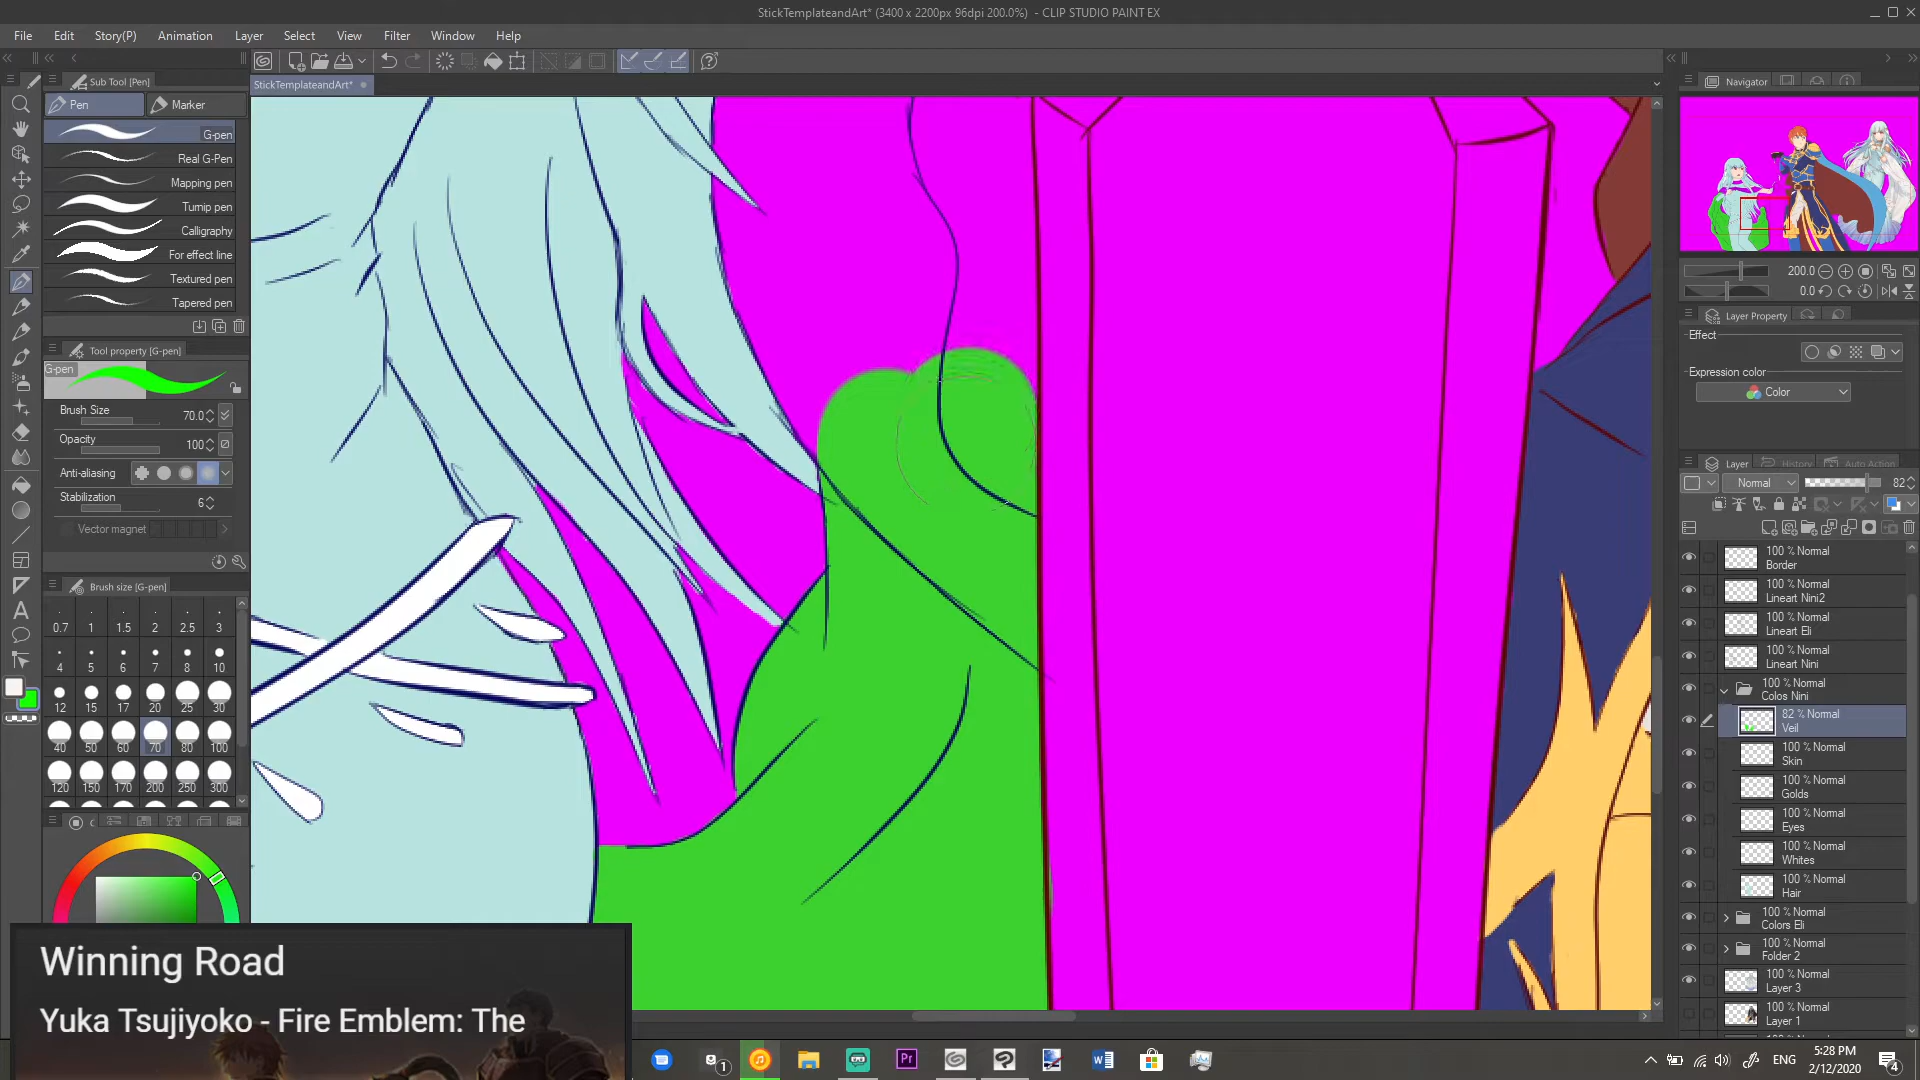 StickTemplateandArt* (3400 x 2200px 96dpi 200.0%) - CLIP STUDIO PAINT EX
File Edit Story(P) Animation Layer Select View Filter Window Help
Sub Tool [Pen]
StickTemplateandArt*
Navigator
Pen
Marker
G-pen
Real G-Pen
Mapping pen
Turnip pen
Calligraphy
For effect line
Textured pen
Tapered pen
200.0
0.0
Layer Property
Effect
Expression color
Color
Tool property [G-pen]
G-pen
Brush Size 70.0
Opacity 100
Anti-aliasing
Stabilization 6
Vector magnet
Layer
History
Auto Action
Normal 82
Brush size [G-pen]
0.7 1 1.5 2 2.5 3
4 5 6 7 8 10
12 15 17 20 25 30
40 50 60 70 80 100
120 150 170 200 250 300
100 % Normal
Border
100 % Normal
Lineart Nini2
100 % Normal
Lineart Eli
100 % Normal
Lineart Nini
100 % Normal
Colos Nini
82 % Normal
Veil
100 % Normal
Skin
100 % Normal
Golds
100 % Normal
Eyes
100 % Normal
Whites
100 % Normal
Hair
100 % Normal
Colors Eli
100 % Normal
Folder 2
100 % Normal
Layer 3
100 % Normal
Layer 1
Winning Road
Yuka Tsujiyoko - Fire Emblem: The
1
Pr
W
ENG
5:28 PM
2/12/2020
4